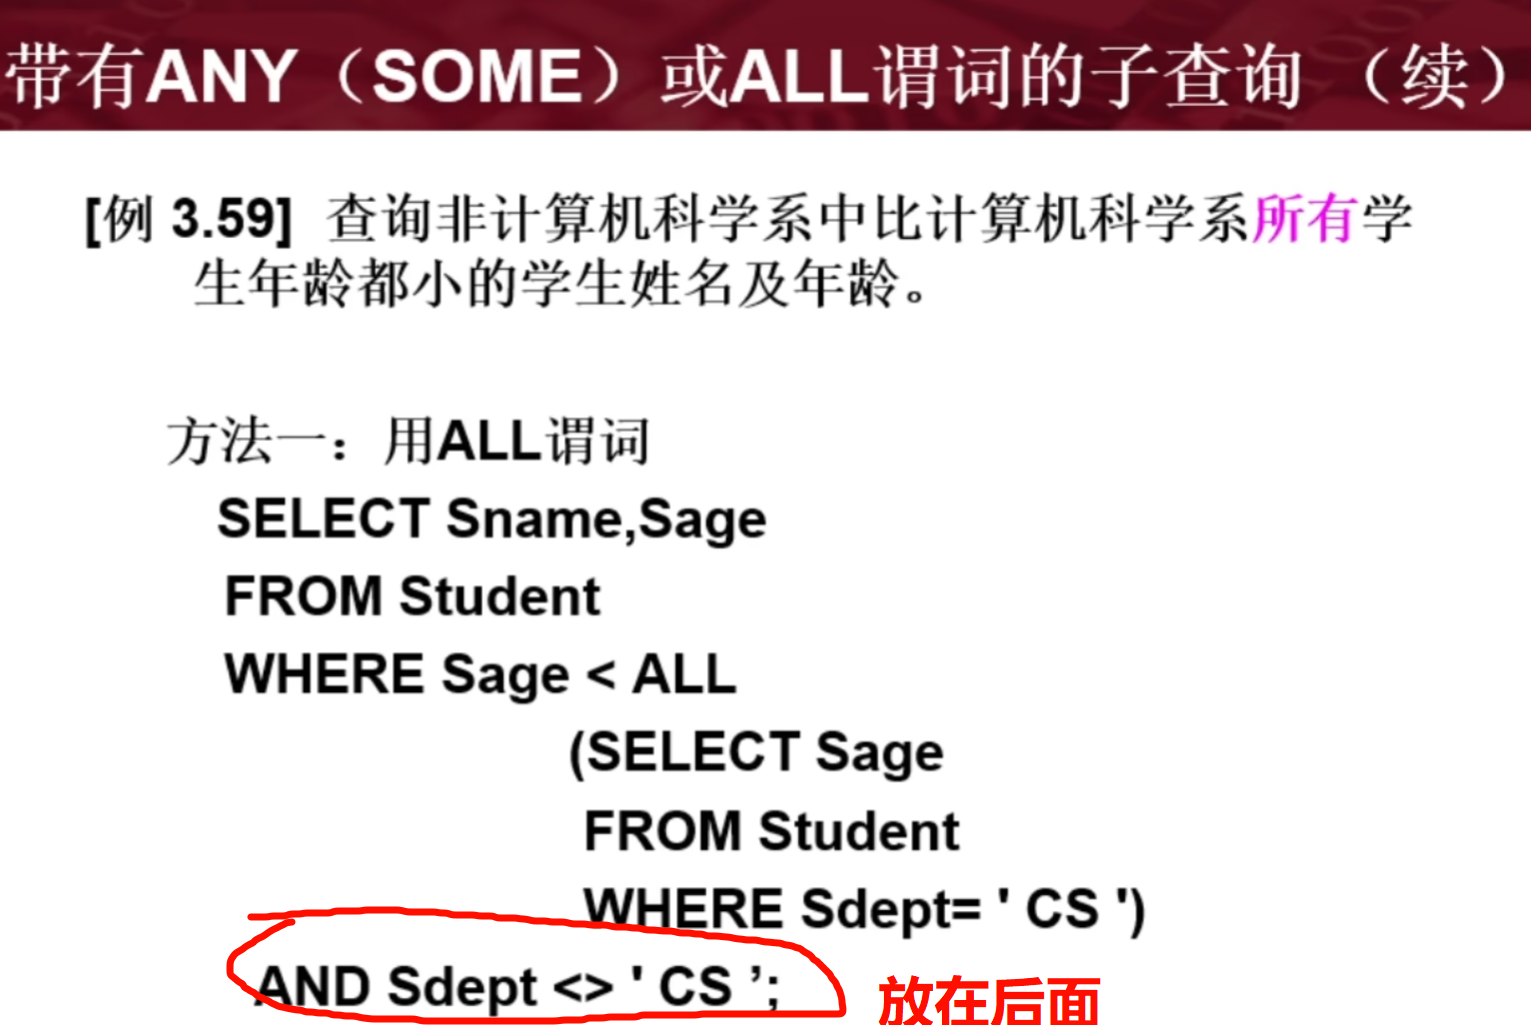 带有ANY（SOME）或ALL谓词的子查询 （续）
[例 3.59] 查询非计算机科学系中比计算机科学系所有学
生年龄都小的学生姓名及年龄。
方法一：用ALL谓词
SELECT Sname,Sage
FROM Student
WHERE Sage < ALL
(SELECT Sage
FROM Student
WHERE Sdept= ' CS ')
AND Sdept <> ' CS ’;
放在后面